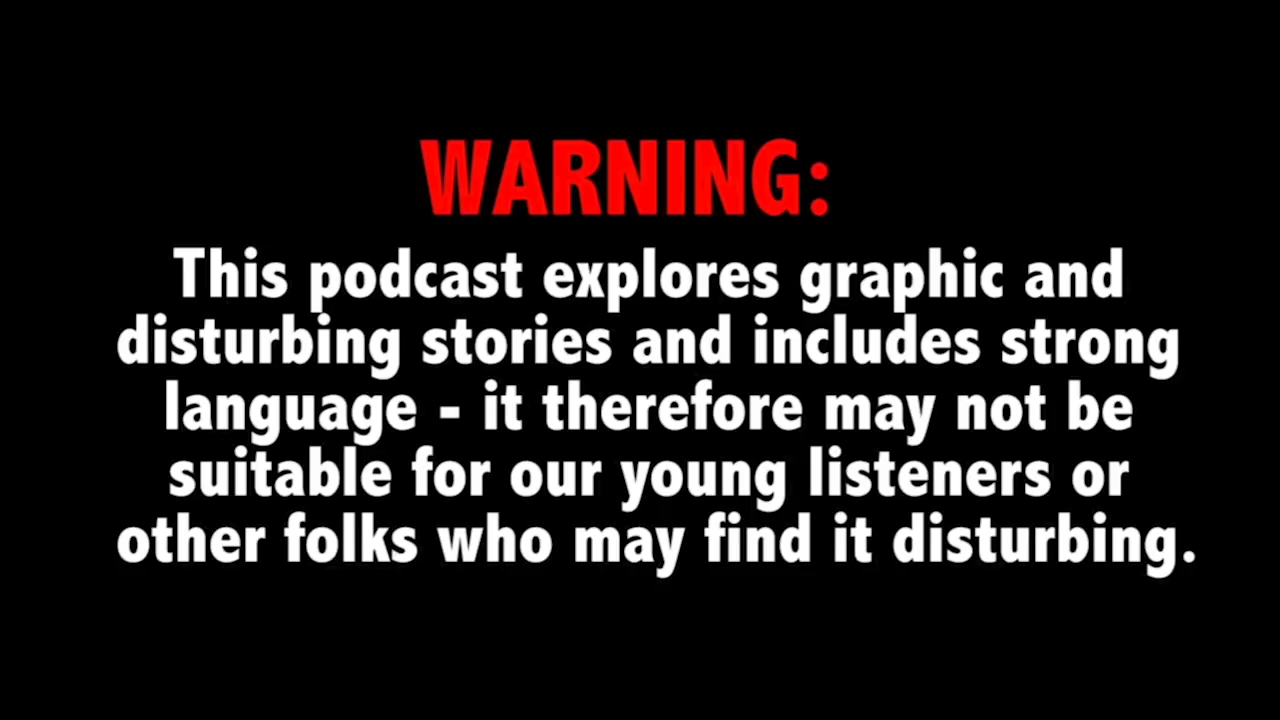 WARNING:
This podcast explores graphic and
disturbing stories and includes strong
language - it therefore may not be
suitable for our young listeners or
other folks who may find it disturbing.